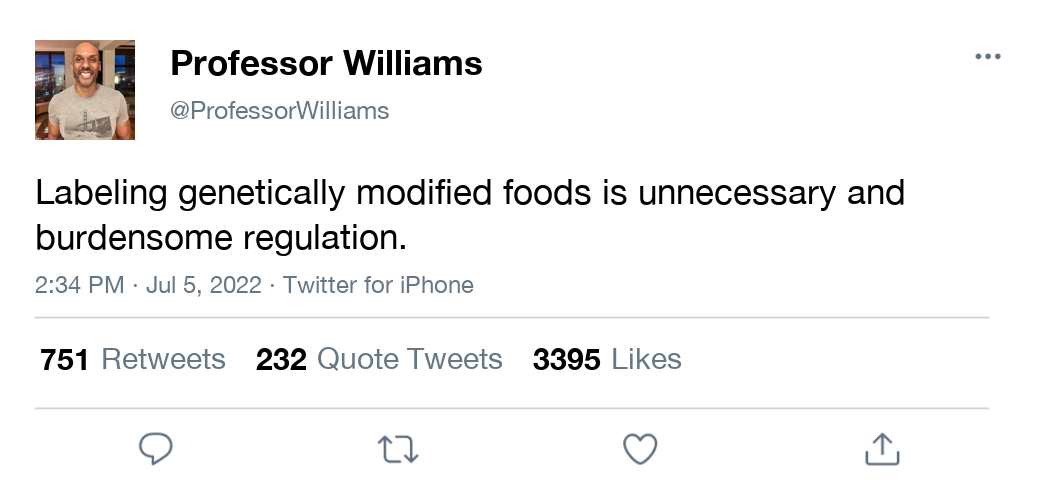 Professor Williams
@ProfessorWilliams
Labeling genetically modified foods is unnecessary and
burdensome regulation.
2:34 PM · Jul 5, 2022 · Twitter for iPhone
751 Retweets 232 Quote Tweets 3395 Likes